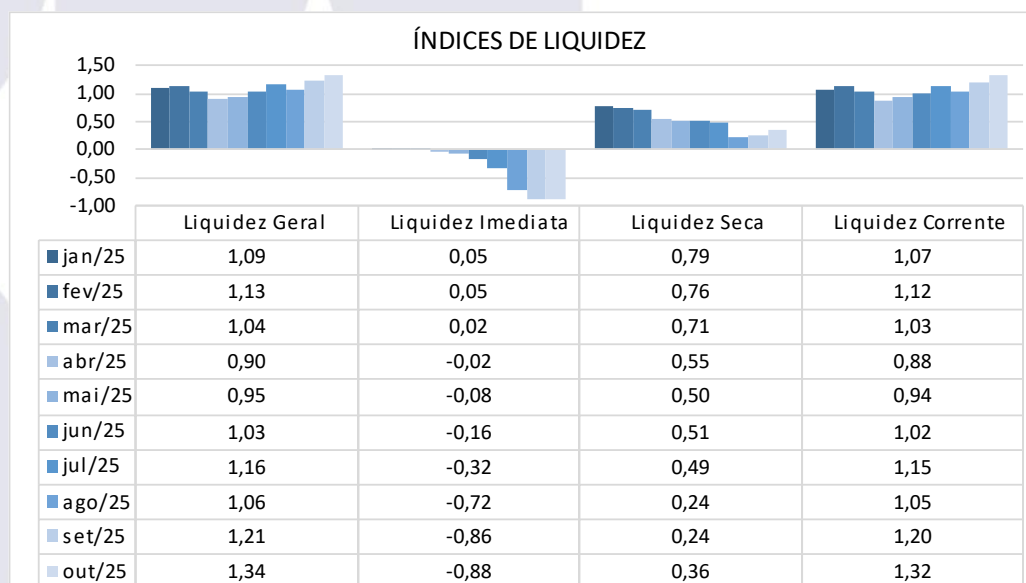 ÍNDICES DE LIQUIDEZ
1,50
1,00
0,50
0,00
-0,50
-1,00
Liquidez Geral Liquidez Imediata Liquidez Seca Liquidez Corrente
jan/25 1,09 0,05 0,79 1,07
fev/25 1,13 0,05 0,76 1,12
mar/25 1,04 0,02 0,71 1,03
abr/25 0,90 -0,02 0,55 0,88
mai/25 0,95 -0,08 0,50 0,94
jun/25 1,03 -0,16 0,51 1,02
jul/25 1,16 -0,32 0,49 1,15
ago/25 1,06 -0,72 0,24 1,05
set/25 1,21 -0,86 0,24 1,20
out/25 1,34 -0,88 0,36 1,32